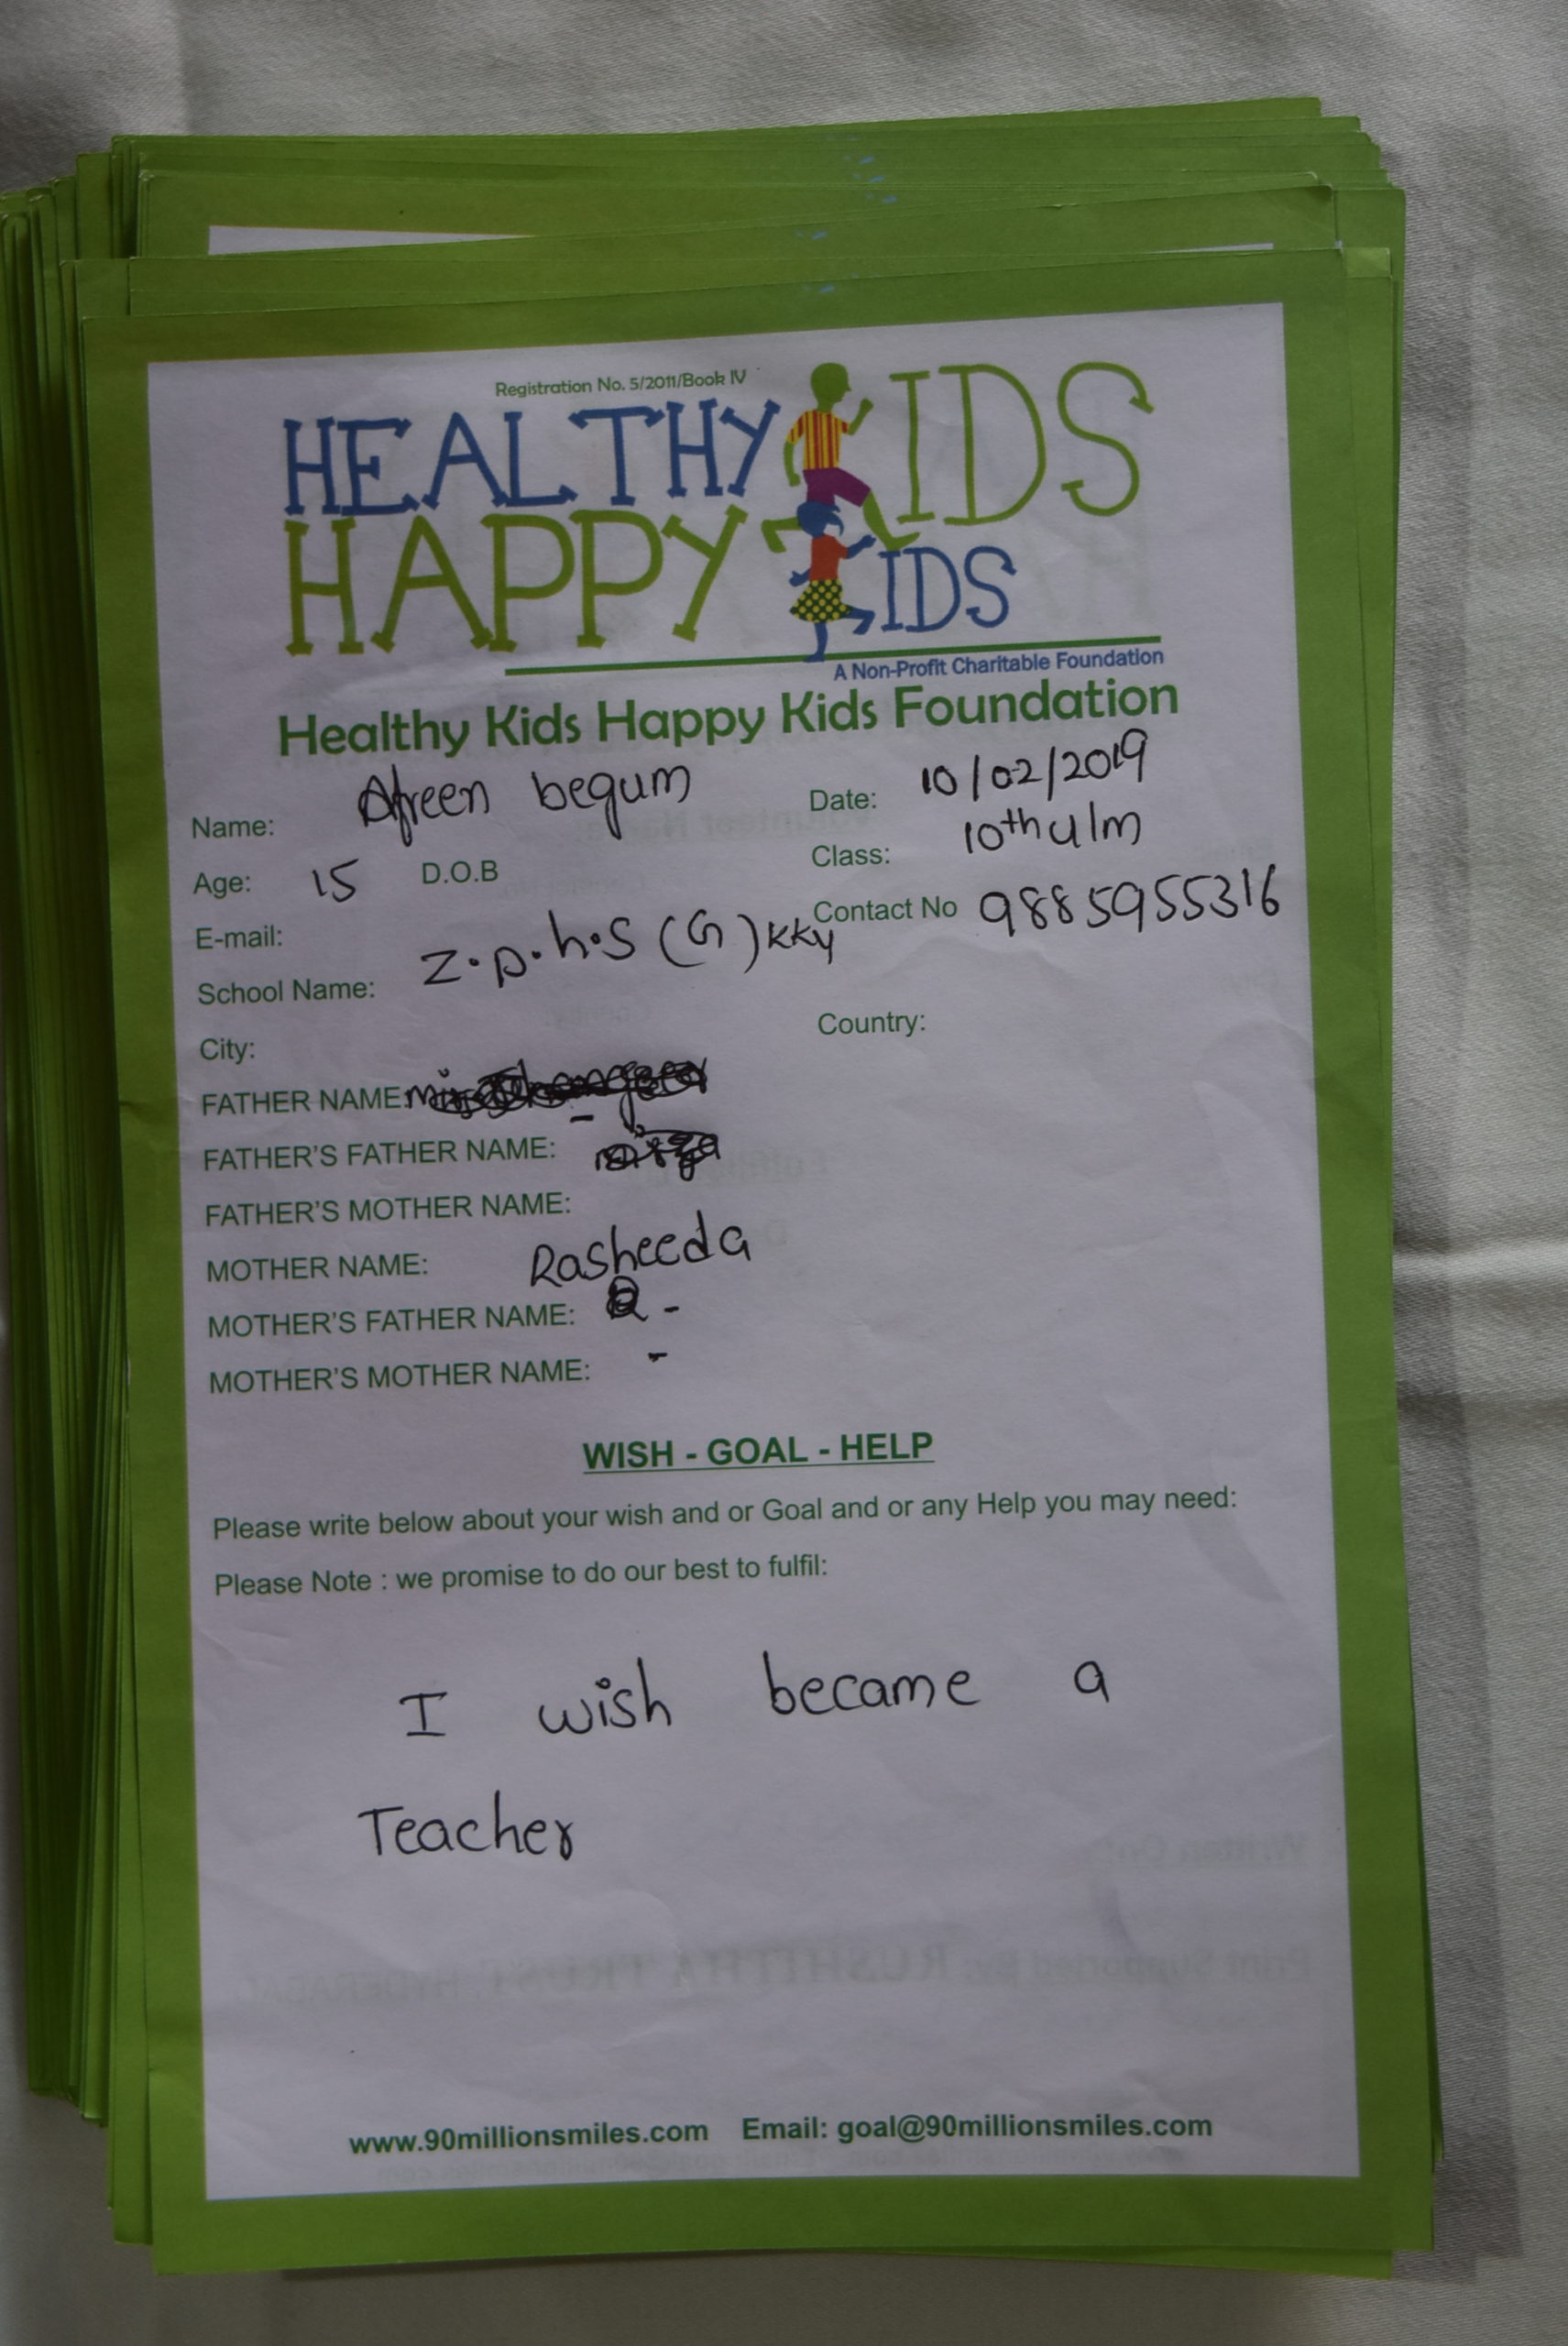 Registration No. 5/2011/Book IV
HEALTHY KIDS
HAPPY KIDS
A Non-Profit Charitable Foundation
Healthy Kids Happy Kids Foundation
Name: Afreen begum Date: 10/02/2019
Age: 15 D.O.B Class: 10th u/m
E-mail: Contact No 9885955316
School Name: Z.p.h.s (G) kky
City: Country:
FATHER NAME: -
FATHER'S FATHER NAME:
FATHER'S MOTHER NAME:
MOTHER NAME: Rasheeda
MOTHER'S FATHER NAME: -
MOTHER'S MOTHER NAME: -
WISH - GOAL - HELP
Please write below about your wish and or Goal and or any Help you may need:
Please Note : we promise to do our best to fulfil:
I wish became a
Teacher
www.90millionsmiles.com Email: goal@90millionsmiles.com